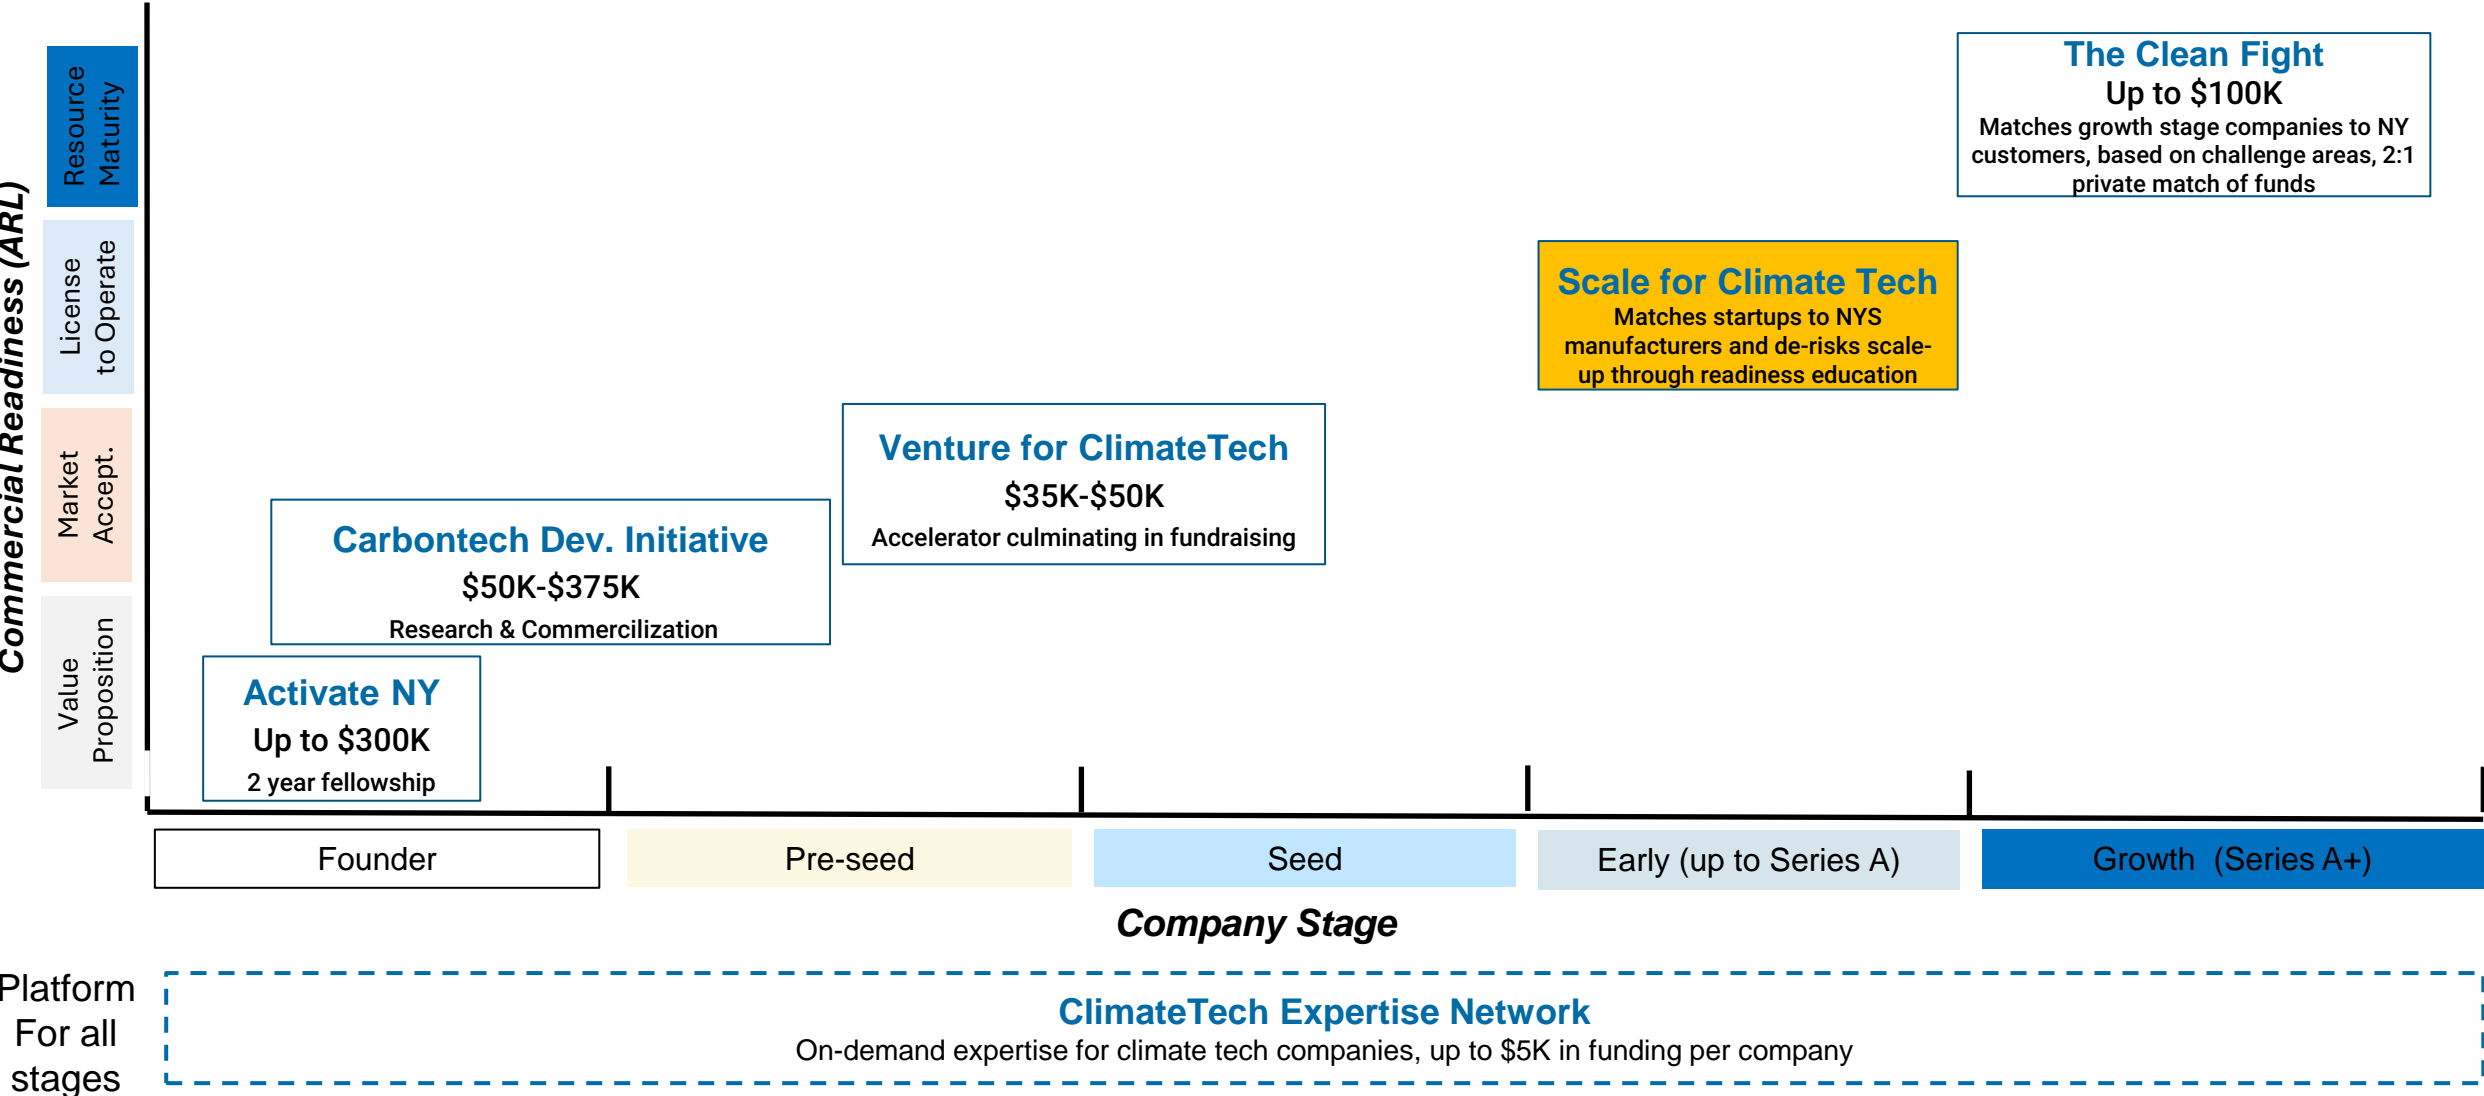 Commercial Readiness (ARL)
Resource
Maturity
License
to Operate
Market
Accept.
Value
Proposition
The Clean Fight
Up to $100K
Matches growth stage companies to NY
customers, based on challenge areas, 2:1
private match of funds
Scale for Climate Tech
Matches startups to NYS
manufacturers and de-risks scale-
up through readiness education
Venture for ClimateTech
$35K-$50K
Accelerator culminating in fundraising
Carbontech Dev. Initiative
$50K-$375K
Research & Commercilization
Activate NY
Up to $300K
2 year fellowship
Founder
Pre-seed
Seed
Early (up to Series A)
Growth (Series A+)
Company Stage
Platform
For all
stages
ClimateTech Expertise Network
On-demand expertise for climate tech companies, up to $5K in funding per company